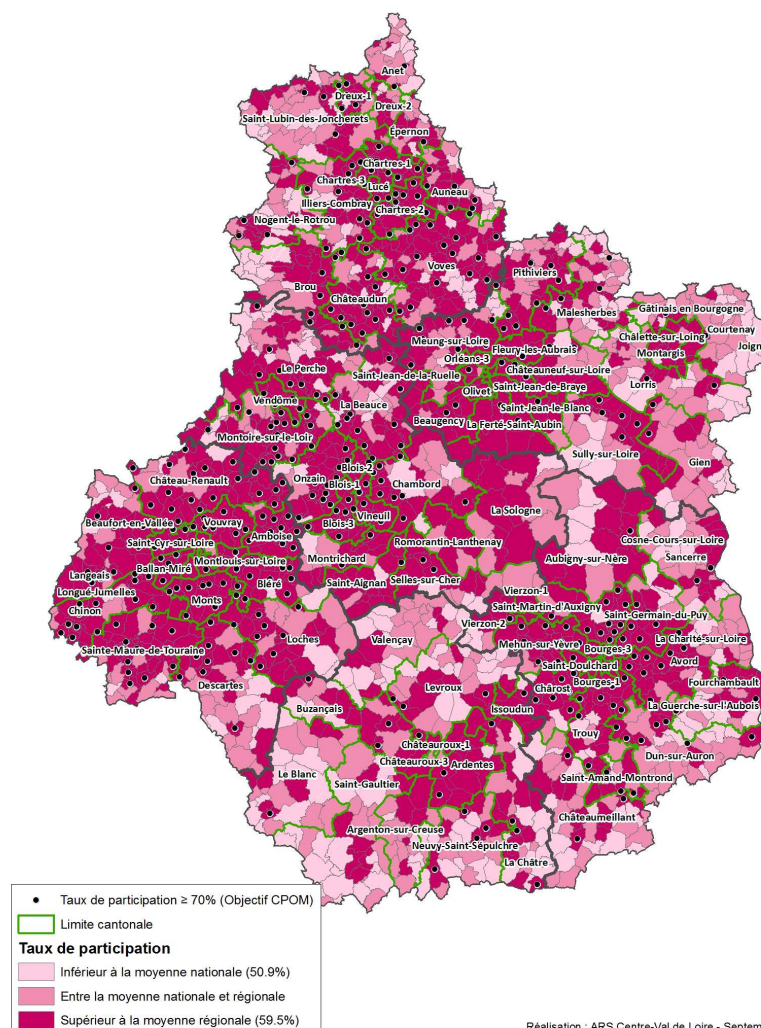 Anet
Dreux-1
Dreux-2
Saint-Lubin-des-Joncherets
Épernon
Chartres-1
Chartres-3
Lucé
Auneau
Illiers-Combray
Chartres-2
Nogent-le-Rotrou
Voves
Pithiviers
Brou
Châteaudun
Malesherbes
Gâtinais en Bourgogne
Courtenay
Châlette-sur-Loing
Joign
Montargis
Meung-sur-Loire
Fleury-les-Aubrais
Orléans-3
Le Perche
Châteauneuf-sur-Loire
Saint-Jean-de-la-Ruelle
Lorris
Olivet
Saint-Jean-de-Braye
Vendôme
La Beauce
Saint-Jean-le-Blanc
Beaugency
La Ferté-Saint-Aubin
Montoire-sur-le-Loir
Sully-sur-Loire
Gien
Blois-2
Château-Renault
Onzain
Blois-1
Chambord
La Sologne
Vineuil
Beaufort-en-Vallée
Vouvray
Blois-3
Saint-Cyr-sur-Loire
Amboise
Romorantin-Lanthenay
Cosne-Cours-sur-Loire
Montrichard
Aubigny-sur-Nère
Sancerre
Ballan-Miré
Montlouis-sur-Loire
Langeais
Bléré
Saint-Aignan
Selles-sur-Cher
Longué-Jumelles
Vierzon-1
Monts
Chinon
Saint-Martin-d'Auxigny
Saint-Germain-du-Puy
Vierzon-2
Loches
Valençay
Mehun-sur-Yèvre
Bourges-3
La Charité-sur-Loire
Sainte-Maure-de-Touraine
Saint-Doulchard
Avord
Descartes
Levroux
Bourges-1
Fourchambault
Chârost
Buzançais
Issoudun
La Guerche-sur-l'Aubois
Trouy
Châteauroux-1
Dun-sur-Auron
Châteauroux-3
Ardentes
Le Blanc
Saint-Gaultier
Saint-Amand-Montrond
Châteaumeillant
Argenton-sur-Creuse
Neuvy-Saint-Sépulchre
La Châtre
Taux de participation ≥ 70% (Objectif CPOM)
Limite cantonale
Taux de participation
Inférieur à la moyenne nationale (50.9%)
Entre la moyenne nationale et régionale
Supérieur à la moyenne régionale (59.5%)
Réalisation : ARS Centre-Val de Loire - Septem